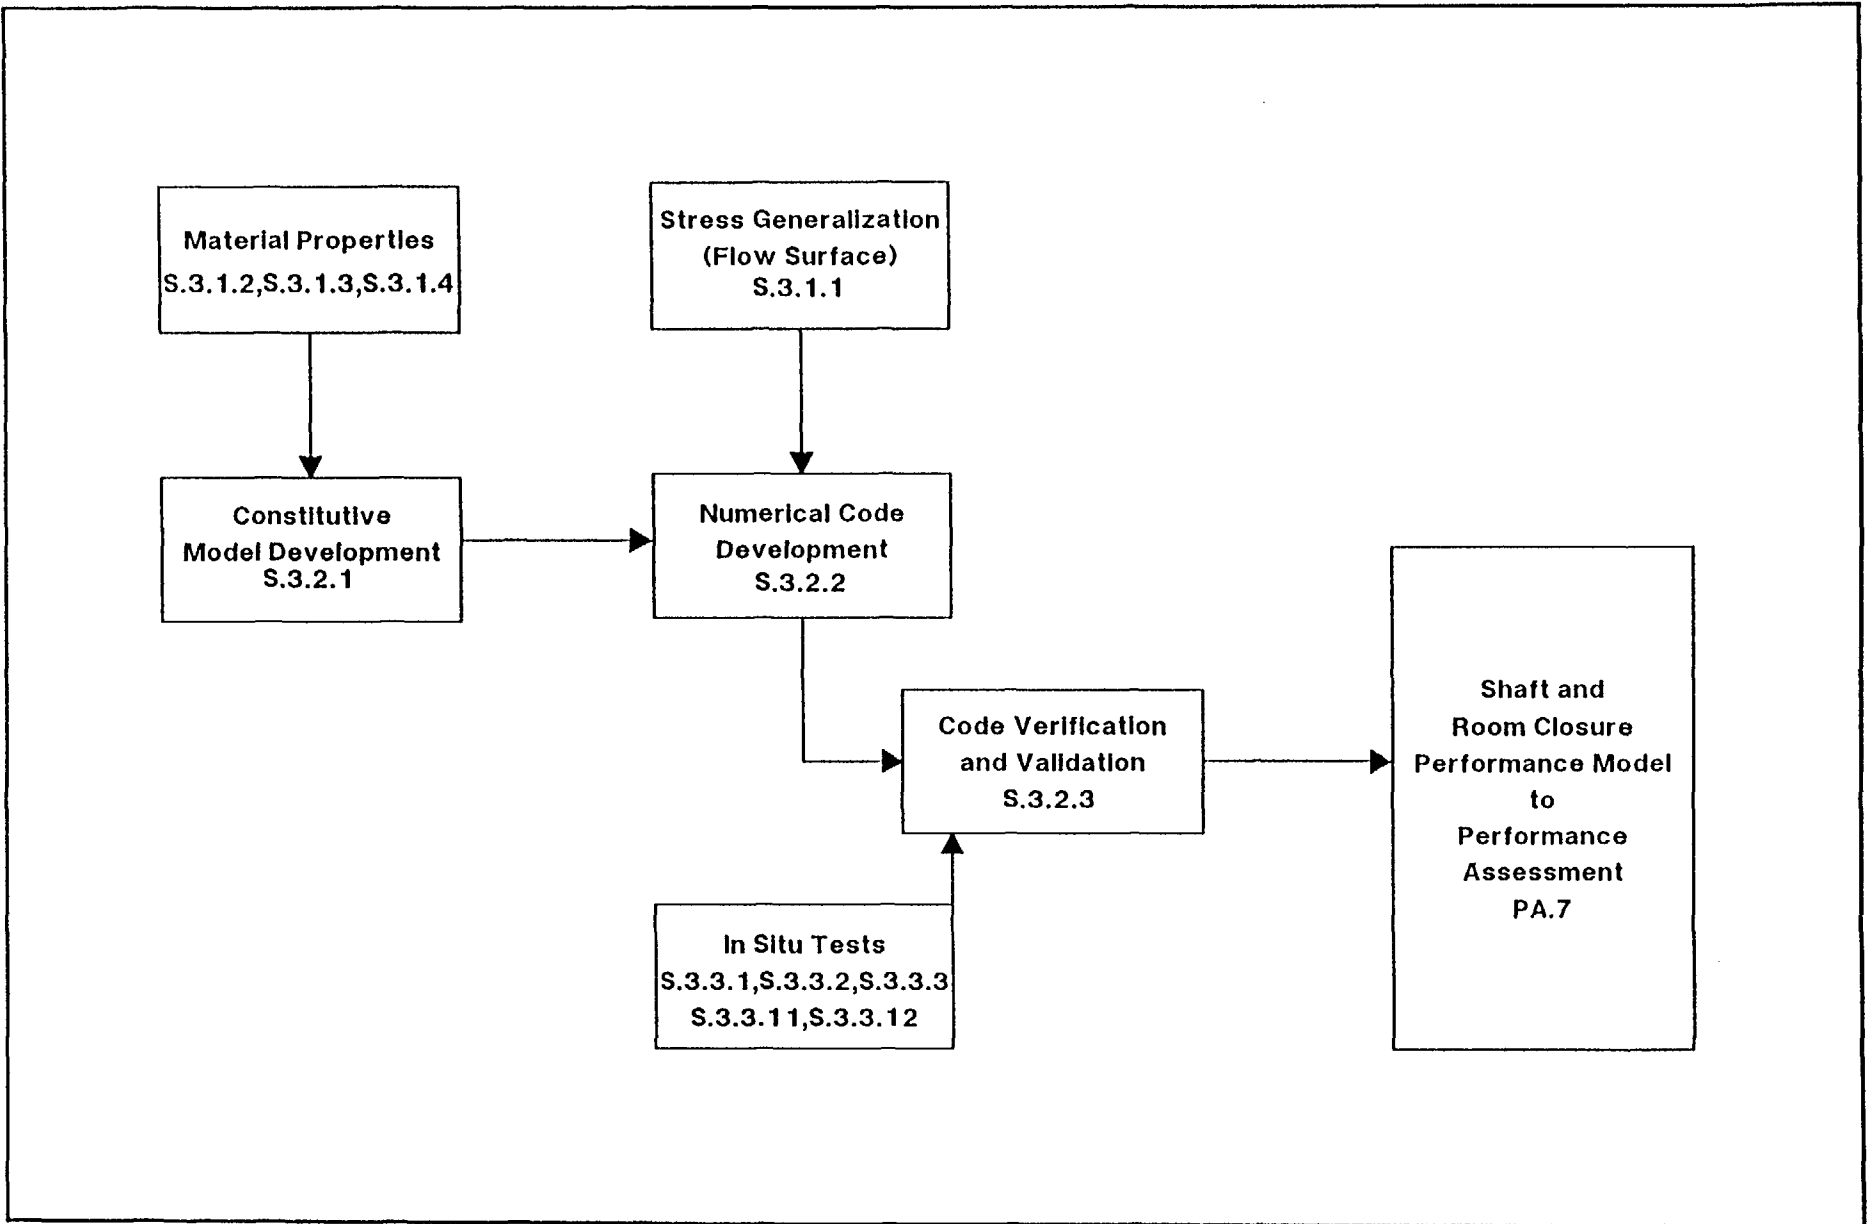 Material Properties
S.3.1.2,S.3.1.3,S.3.1.4
Stress Generalization
(Flow Surface)
S.3.1.1
Constitutive
Model Development
S.3.2.1
Numerical Code
Development
S.3.2.2
Code Verification
and Validation
S.3.2.3
In Situ Tests
S.3.3.1,S.3.3.2,S.3.3.3
S.3.3.11,S.3.3.12
Shaft and
Room Closure
Performance Model
to
Performance
Assessment
PA.7